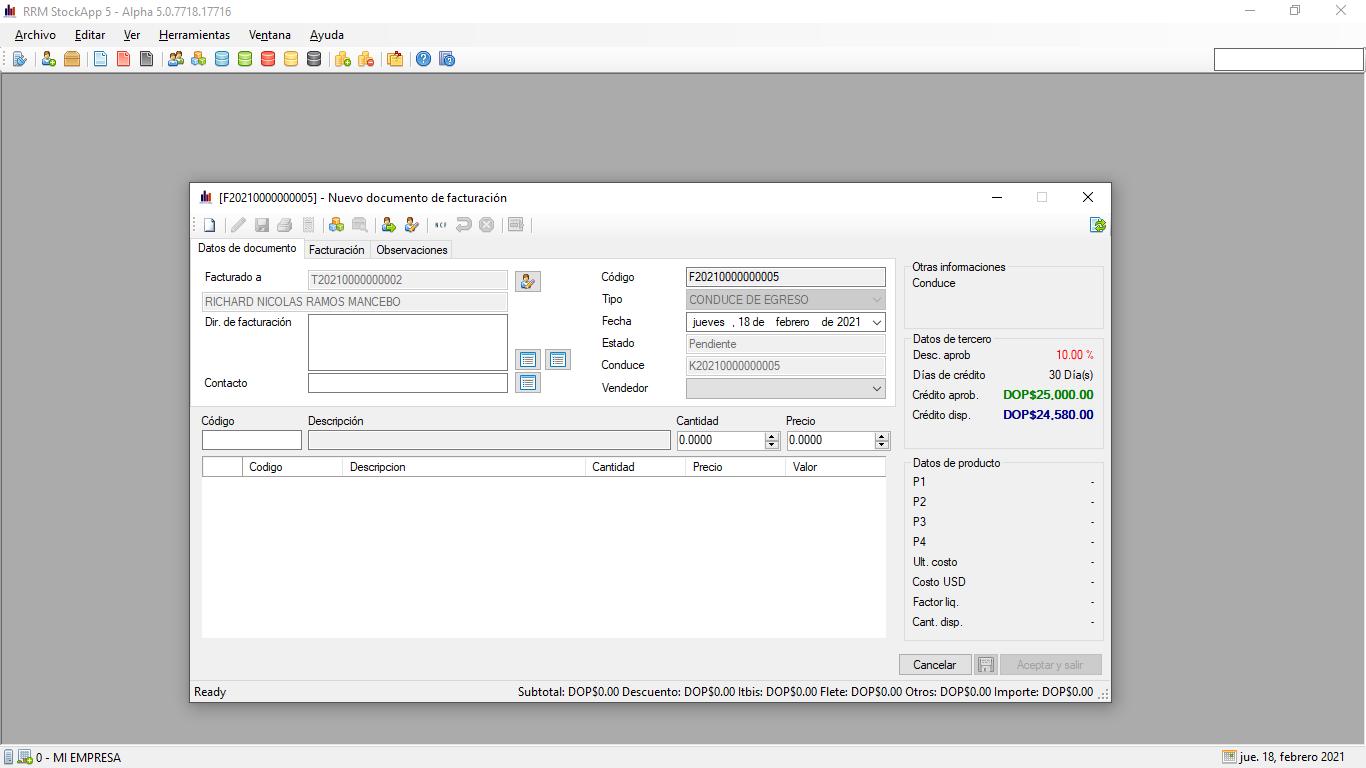 RRM StockApp 5 - Alpha 5.0.7718.17716
Archivo Editar Ver Herramientas Ventana Ayuda
[F20210000000005] - Nuevo documento de facturación
NCF
Datos de documento Facturación Observaciones
Facturado a T20210000000002
RICHARD NICOLAS RAMOS MANCEBO
Dir. de facturación
Contacto
Código F20210000000005
Tipo CONDUCE DE EGRESO
Fecha jueves , 18 de febrero de 2021
Estado Pendiente
Conduce K20210000000005
Vendedor
Otras informaciones
Conduce
Datos de tercero
Desc. aprob 10.00 %
Días de crédito 30 Día(s)
Crédito aprob. DOP$25,000.00
Crédito disp. DOP$24,580.00
Código Descripción Cantidad Precio
0.0000 0.0000
Codigo Descripcion Cantidad Precio Valor
Datos de producto
P1 -
P2 -
P3 -
P4 -
Ult. costo -
Costo USD -
Factor liq. -
Cant. disp. -
Cancelar Aceptar y salir
Ready Subtotal: DOP$0.00 Descuento: DOP$0.00 Itbis: DOP$0.00 Flete: DOP$0.00 Otros: DOP$0.00 Importe: DOP$0.00
0 - MI EMPRESA jue. 18, febrero 2021